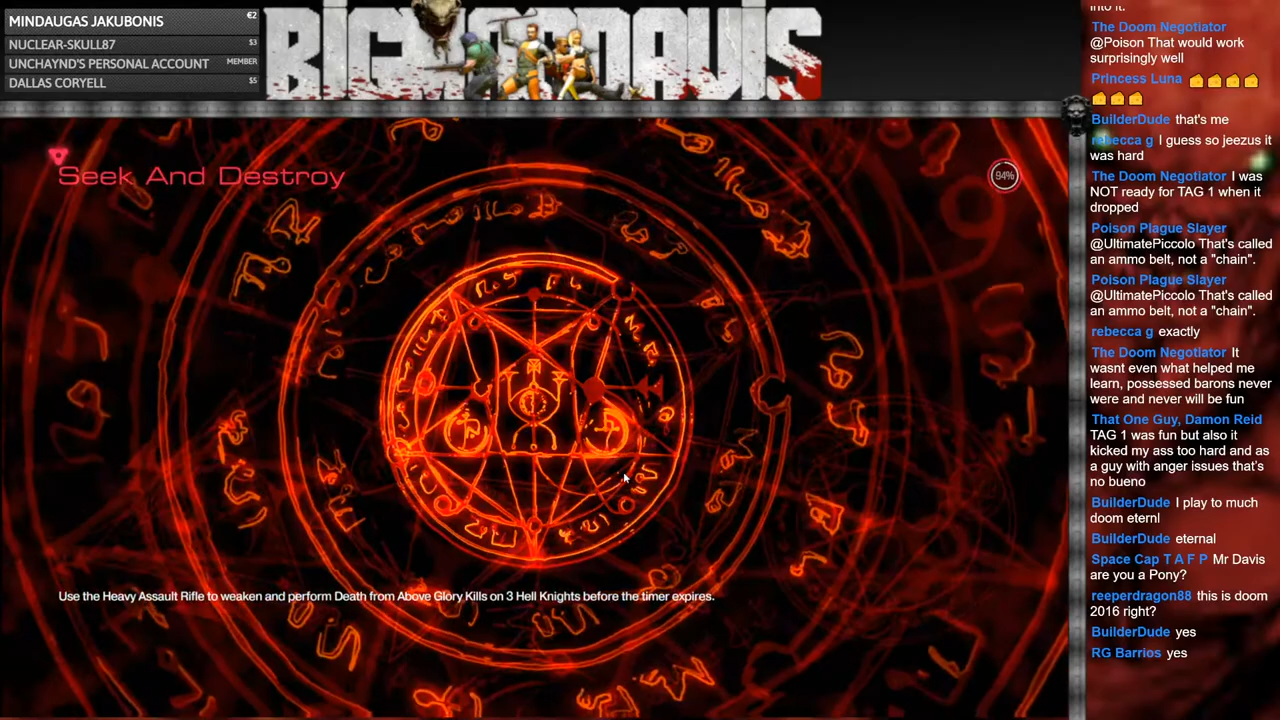 MINDAUGAS JAKUBONIS €2
NUCLEAR-SKULL87 $3
UNCHAYND'S PERSONAL ACCOUNT MEMBER
DALLAS CORYELL $5
BIGMACDAVIS
Seek And Destroy
94%
Use the Heavy Assault Rifle to weaken and perform Death from Above Glory Kills on 3 Hell Knights before the timer expires.
into it.
The Doom Negotiator
@Poison That would work
surprisingly well
Princess Luna
BuilderDude that's me
rebecca g I guess so jeezus it
was hard
The Doom Negotiator I was
NOT ready for TAG 1 when it
dropped
Poison Plague Slayer
@UltimatePiccolo That's called
an ammo belt, not a "chain".
Poison Plague Slayer
@UltimatePiccolo That's called
an ammo belt, not a "chain".
rebecca g exactly
The Doom Negotiator It
wasnt even what helped me
learn, possessed barons never
were and never will be fun
That One Guy, Damon Reid
TAG 1 was fun but also it
kicked my ass too hard and as
a guy with anger issues that's
no bueno
BuilderDude I play to much
doom eternl
BuilderDude eternal
Space Cap T A F P Mr Davis
are you a Pony?
reeperdragon88 this is doom
2016 right?
BuilderDude yes
RG Barrios yes